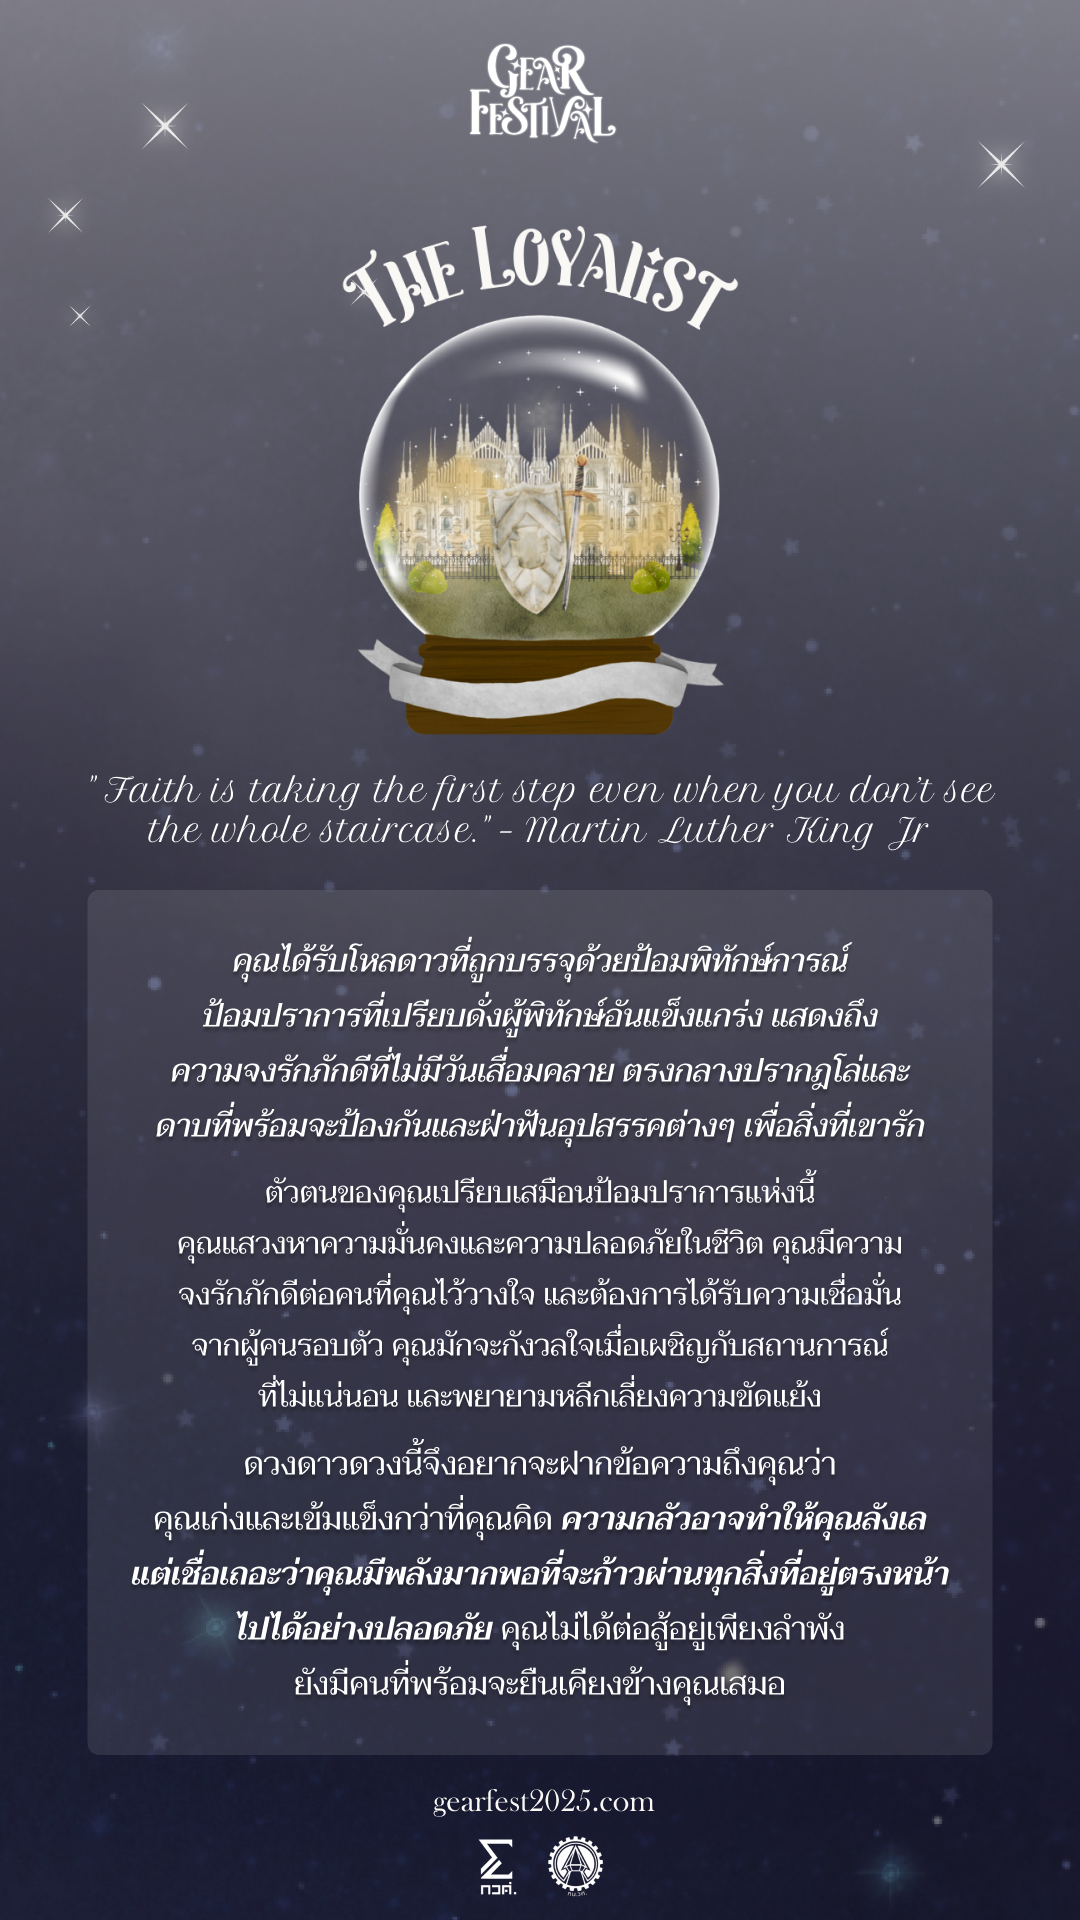 GEAR
FESTIVAL
THE LOYALIST
"Faith is taking the first step even when you don't see
the whole staircase." - Martin Luther King Jr
คุณได้รับโหลดาวที่ถูกบรรจุด้วยป้อมพิทักษ์การณ์
ป้อมปราการที่เปรียบดั่งผู้พิทักษ์อันแข็งแกร่ง แสดงถึง
ความจงรักภักดีที่ไม่มีวันเสื่อมคลาย ตรงกลางปรากฎโล่และ
ดาบที่พร้อมจะป้องกันและฝ่าฟันอุปสรรคต่างๆ เพื่อสิ่งที่เขารัก
ตัวตนของคุณเปรียบเสมือนป้อมปราการแห่งนี้
คุณแสวงหาความมั่นคงและความปลอดภัยในชีวิต คุณมีความ
จงรักภักดีต่อคนที่คุณไว้วางใจ และต้องการได้รับความเชื่อมั่น
จากผู้คนรอบตัว คุณมักจะกังวลใจเมื่อเผชิญกับสถานการณ์
ที่ไม่แน่นอน และพยายามหลีกเลี่ยงความขัดแย้ง
ดวงดาวดวงนี้จึงอยากจะฝากข้อความถึงคุณว่า
คุณเก่งและเข้มแข็งกว่าที่คุณคิด ความกลัวอาจทำให้คุณลังเล
แต่เชื่อเถอะว่าคุณมีพลังมากพอที่จะก้าวผ่านทุกสิ่งที่อยู่ตรงหน้า
ไปได้อย่างปลอดภัย คุณไม่ได้ต่อสู้อยู่เพียงลำพัง
ยังมีคนที่พร้อมจะยืนเคียงข้างคุณเสมอ
gearfest2025.com
กวศ.